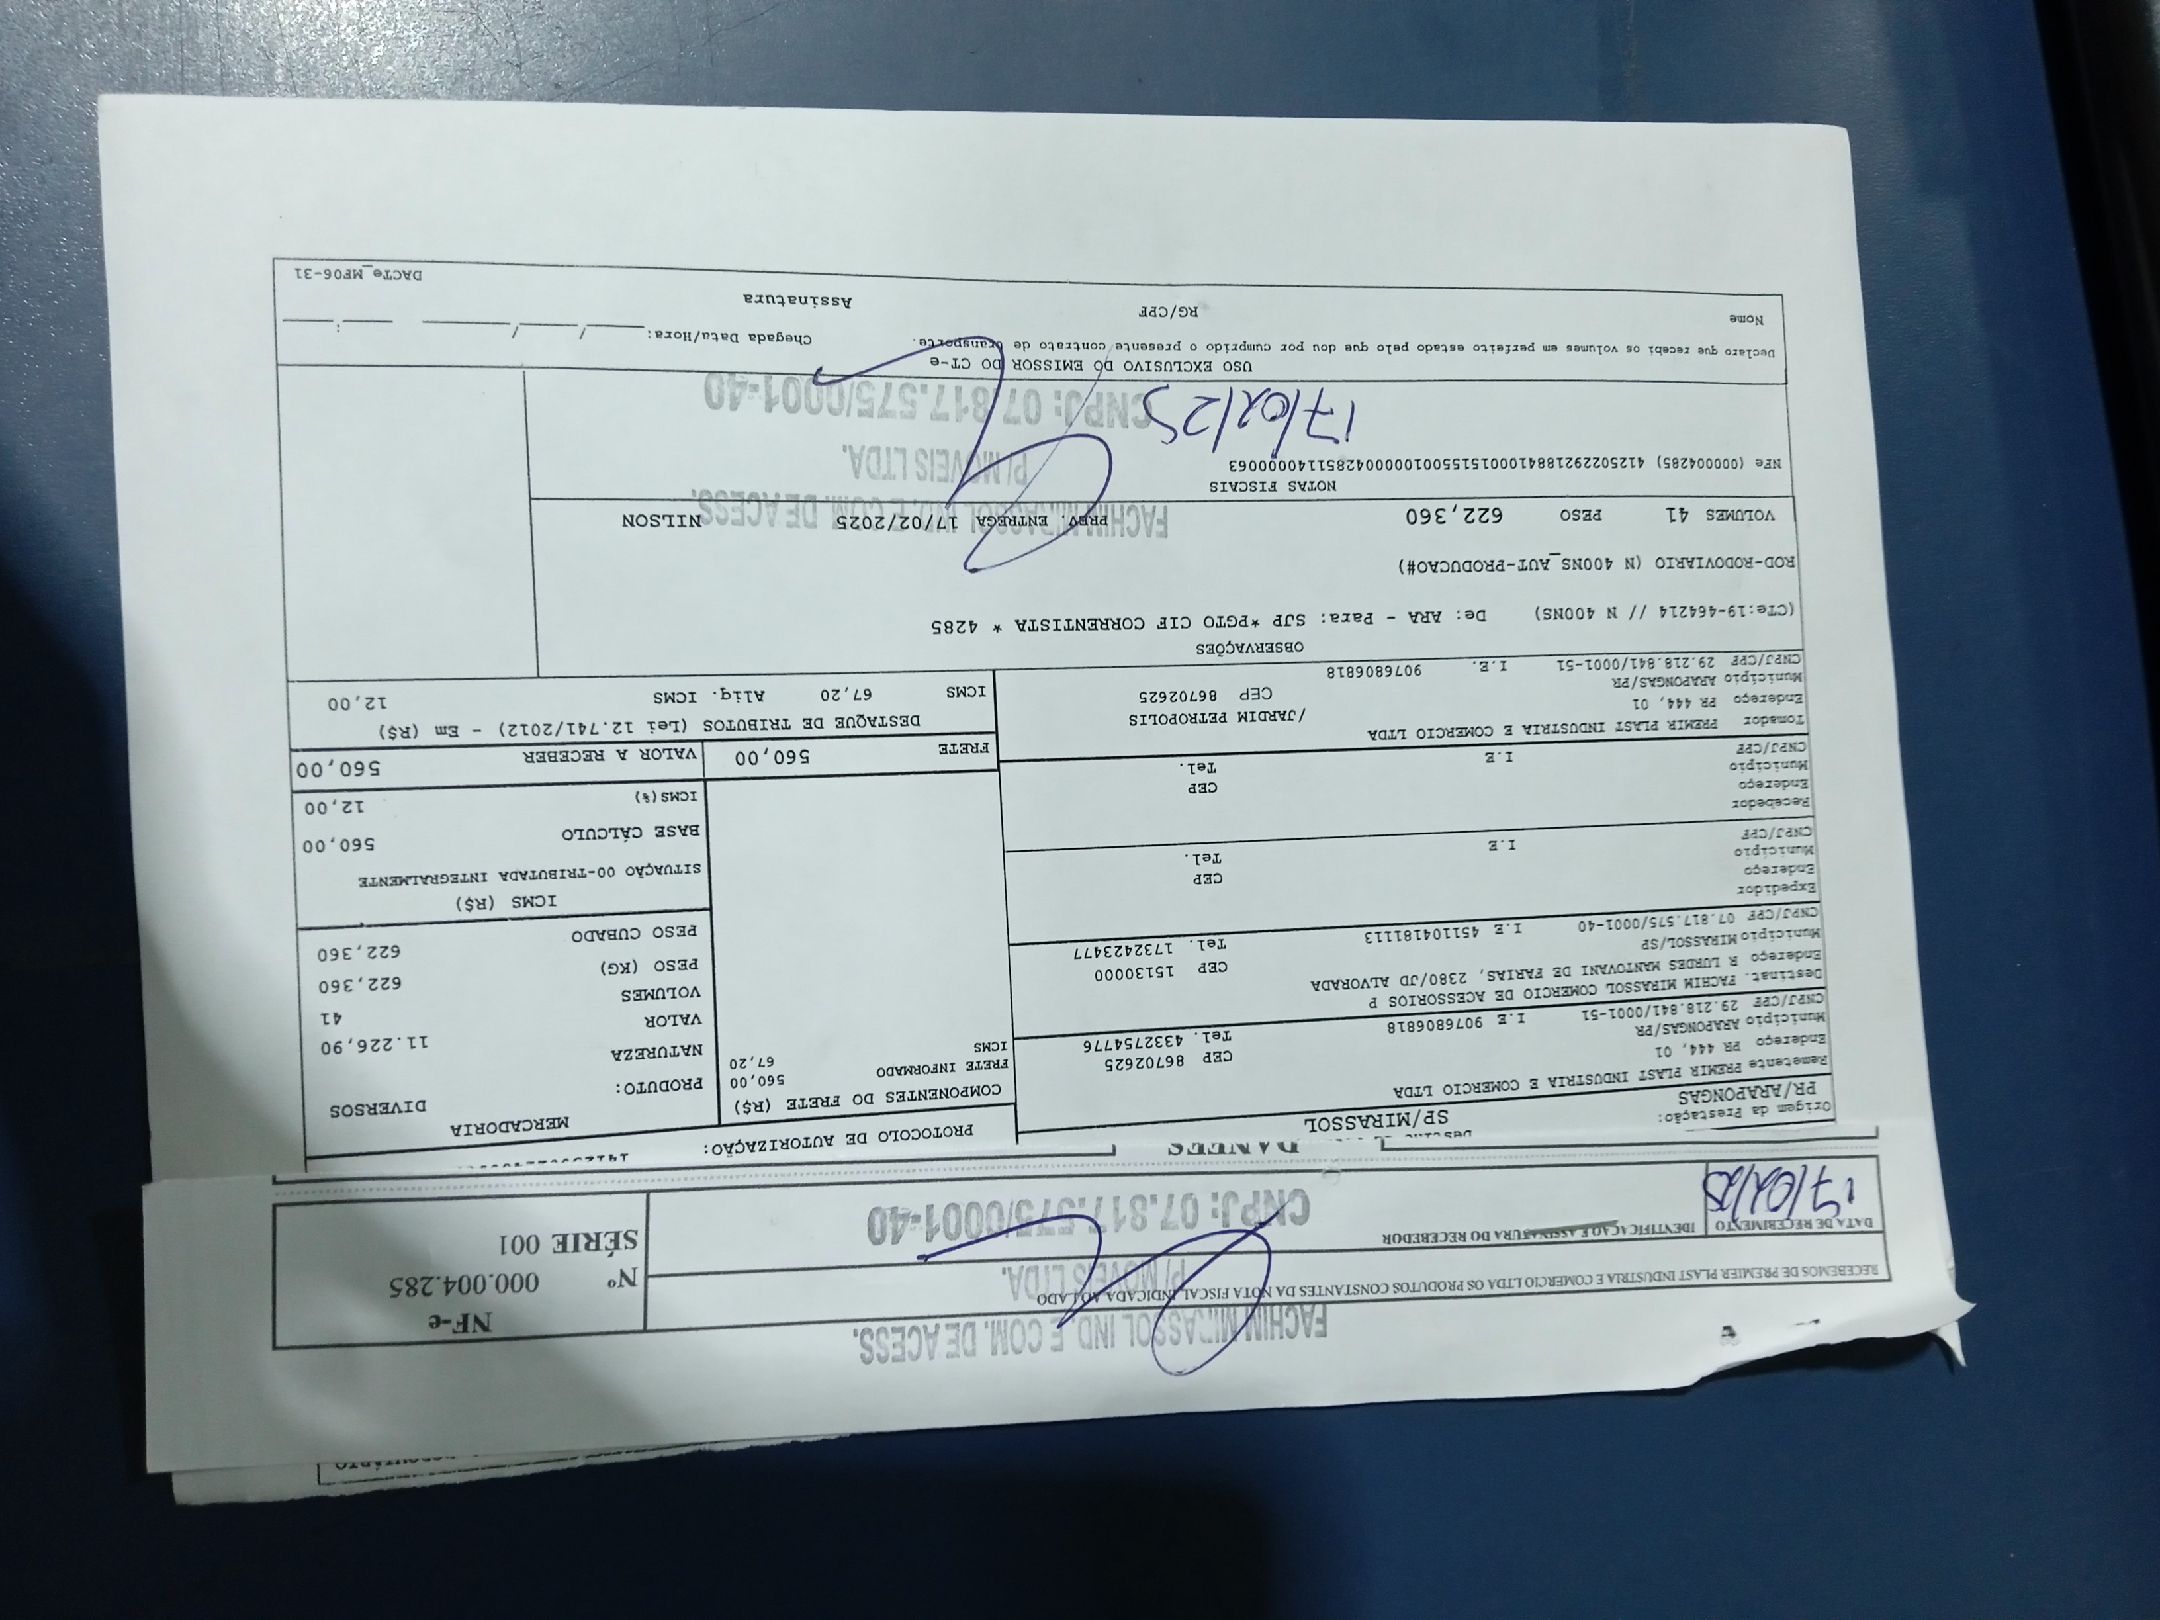 FACHIM MIRASSOL IND. E COM. DE ACESS.
P/ MOVEIS LTDA.
CNPJ: 07.817.575/0001-40
RECEBEMOS DE PREMIER PLAST INDUSTRIA E COMERCIO LTDA OS PRODUTOS CONSTANTES DA NOTA FISCAL INDICADA AO LADO
NF-e
Nº 000.004.285
SÉRIE 001
DATA DE RECEBIMENTO
IDENTIFICAÇÃO E ASSINATURA DO RECEBEDOR
17/02/25
DANFES
Origem da Prestação:
PR/ARAPONGAS
SP/MIRASSOL
PROTOCOLO DE AUTORIZAÇÃO:
Remetente PREMIR PLAST INDUSTRIA E COMERCIO LTDA
Endereço PR 444, 01
CEP 86702625
Município ARAPONGAS/PR
Tel. 4332754776
CNPJ/CPF 29.218.841/0001-51 I.E 9076806818
Destinat. FACHIM MIRASSOL COMERCIO DE ACESSORIOS P
Endereço R LURDES MANTOVANI DE FARIAS, 2380/JD ALVORADA
CEP 15130000
Município MIRASSOL/SP
Tel. 1732423477
CNPJ/CPF 07.817.575/0001-40 I.E 451104181113
Expedidor
Endereço
CEP
Município
Tel.
CNPJ/CPF
I.E
Recebedor
Endereço
CEP
Município
Tel.
CNPJ/CPF
I.E
Tomador PREMIR PLAST INDUSTRIA E COMERCIO LTDA
Endereço PR 444, 01
/JARDIM PETROPOLIS
Município ARAPONGAS/PR
CEP 86702625
CNPJ/CPF 29.218.841/0001-51 I.E. 9076806818
COMPONENTES DO FRETE (R$)
FRETE INFORMADO 560,00
ICMS 67,20
MERCADORIA
PRODUTO: DIVERSOS
NATUREZA
VALOR 11.226,90
VOLUMES 41
PESO (KG) 622,360
PESO CUBADO 622,360
ICMS (R$)
SITUAÇÃO 00-TRIBUTADA INTEGRALMENTE
BASE CÁLCULO 560,00
ICMS(%) 12,00
FRETE 560,00
VALOR A RECEBER 560,00
DESTAQUE DE TRIBUTOS (Lei 12.741/2012) - Em (R$)
ICMS 67,20 Aliq. ICMS 12,00
OBSERVAÇÕES
(CTe:19-464214 // N 400NS) De: ARA - Para: SJP *PGTO CIF CORRENTISTA * 4285
ROD-RODOVIARIO (N 400NS_AUT-PRODUCAO#)
VOLUMES 41 PESO 622,360 PREV. ENTREGA 17/02/2025 NILSON
FACHIM MIRASSOL IND. E COM. DE ACESS.
P/ MOVEIS LTDA.
CNPJ: 07.817.575/0001-40
NOTAS FISCAIS
NFe (00004285) 41250229218841000151550010000042851140000063
17/02/25
USO EXCLUSIVO DO EMISSOR DO CT-e
Declaro que recebi os volumes em perfeito estado pelo que dou por cumprido o presente contrato de transporte.
Chegada Data/Hora: ____/____/____ ___:___
Nome
RG/CPF
Assinatura
DACTe_MF06-31